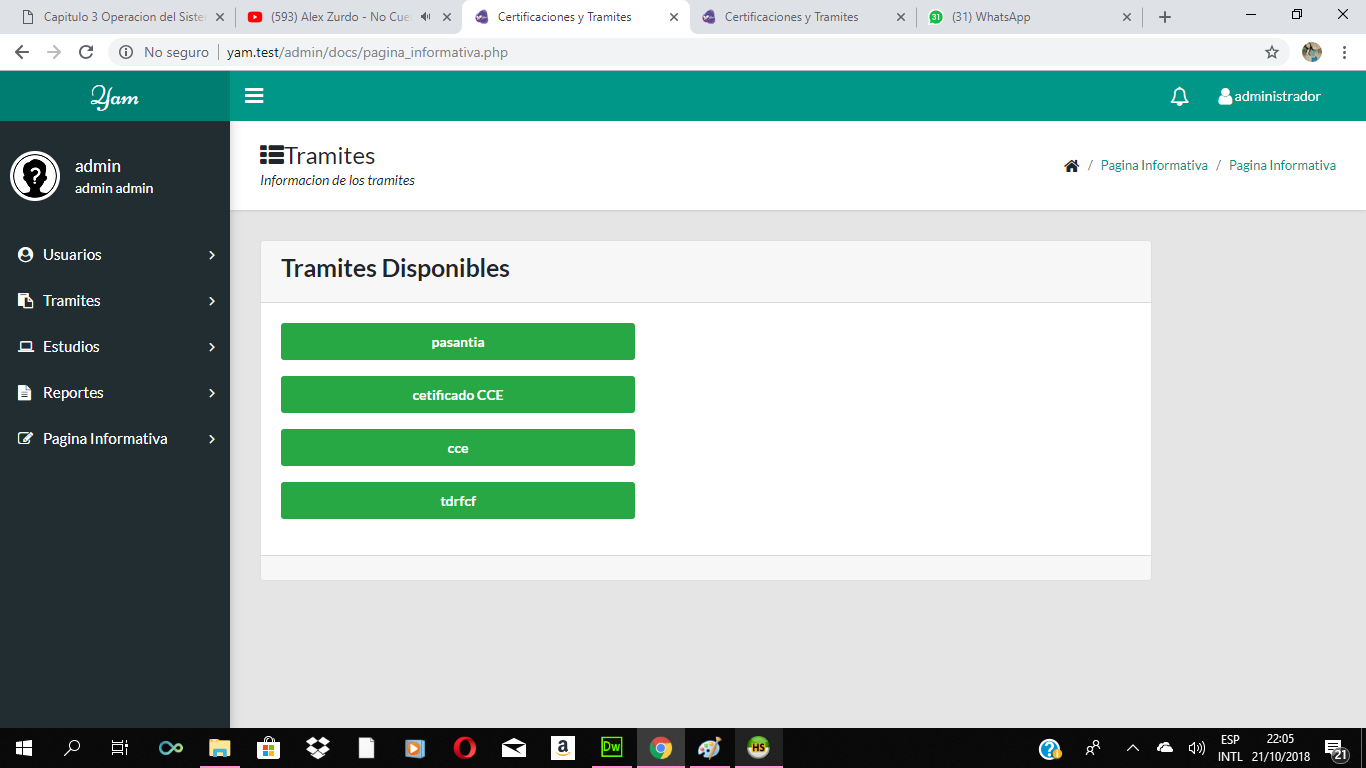 Capitulo 3 Operacion del Siste
(593) Alex Zurdo - No Cue
Certificaciones y Tramites
Certificaciones y Tramites
(31) WhatsApp
No seguro
yam.test/admin/docs/pagina_informativa.php
Yam
administrador
admin
admin admin
Usuarios
Tramites
Estudios
Reportes
Pagina Informativa
Tramites
Informacion de los tramites
/ Pagina Informativa / Pagina Informativa
Tramites Disponibles
pasantia
cetificado CCE
cce
tdrfcf
a
Dw
HS
ESP
INTL
22:05
21/10/2018
21